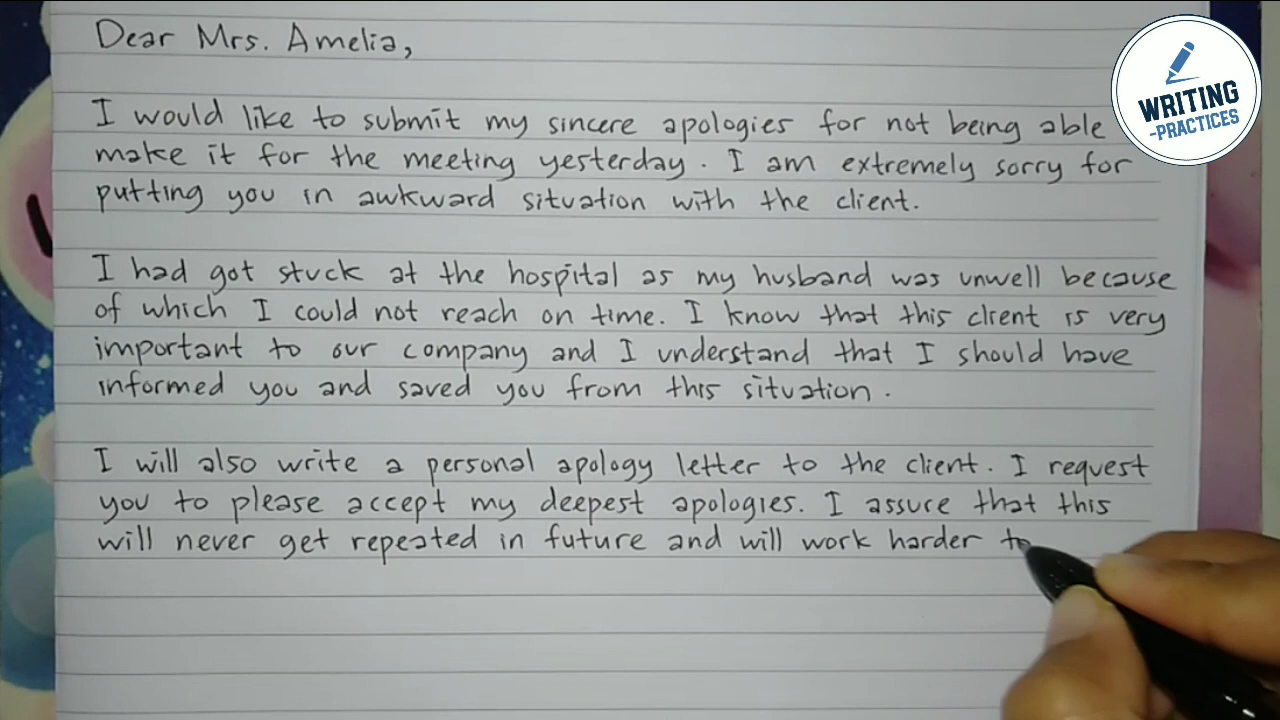 Dear Mrs. Amelia,
I would like to submit my sincere apologies for not being able
make it for the meeting yesterday. I am extremely sorry for
putting you in awkward situation with the client.
I had got stuck at the hospital as my husband was unwell because
of which I could not reach on time. I know that this client is very
important to our company and I understand that I should have
informed you and saved you from this situation.
I will also write a personal apology letter to the client. I request
you to please accept my deepest apologies. I assure that this
will never get repeated in future and will work harder to
WRITING
-PRACTICES